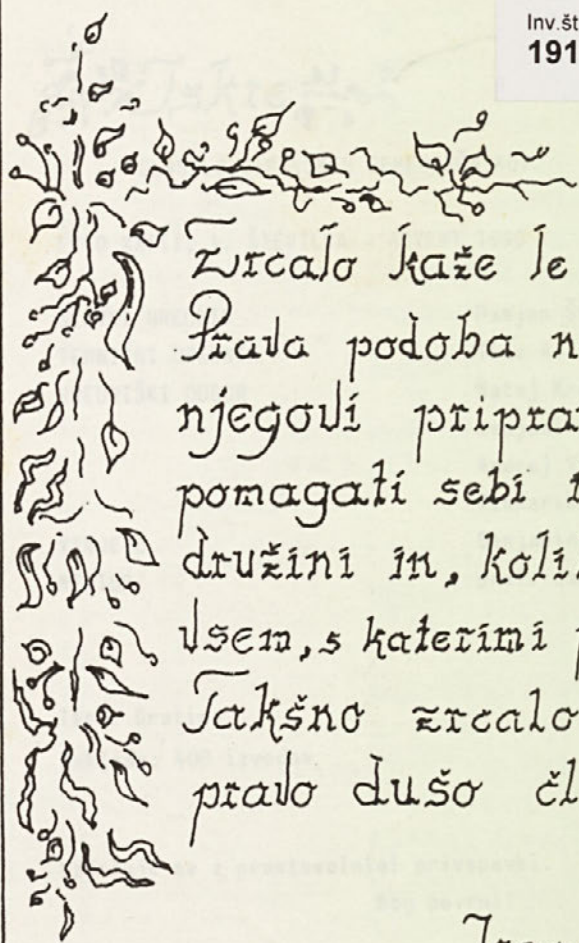 Inv.št
191
Zrcalo kaže le
Prava podoba n
njegovi pripra
pomagati sebi
družini in, koli
vsem, s katerimi
Takšno zrcalo
pravo dušo čl